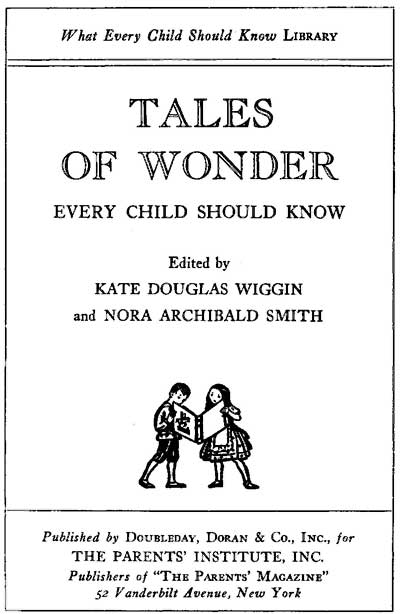 What Every Child Should Know LIBRARY
TALES
OF WONDER
EVERY CHILD SHOULD KNOW
Edited by
KATE DOUGLAS WIGGIN
and NORA ARCHIBALD SMITH
Published by DOUBLEDAY, DORAN & CO., INC., for
THE PARENTS' INSTITUTE, INC.
Publishers of "THE PARENTS' MAGAZINE"
52 Vanderbilt Avenue, New York